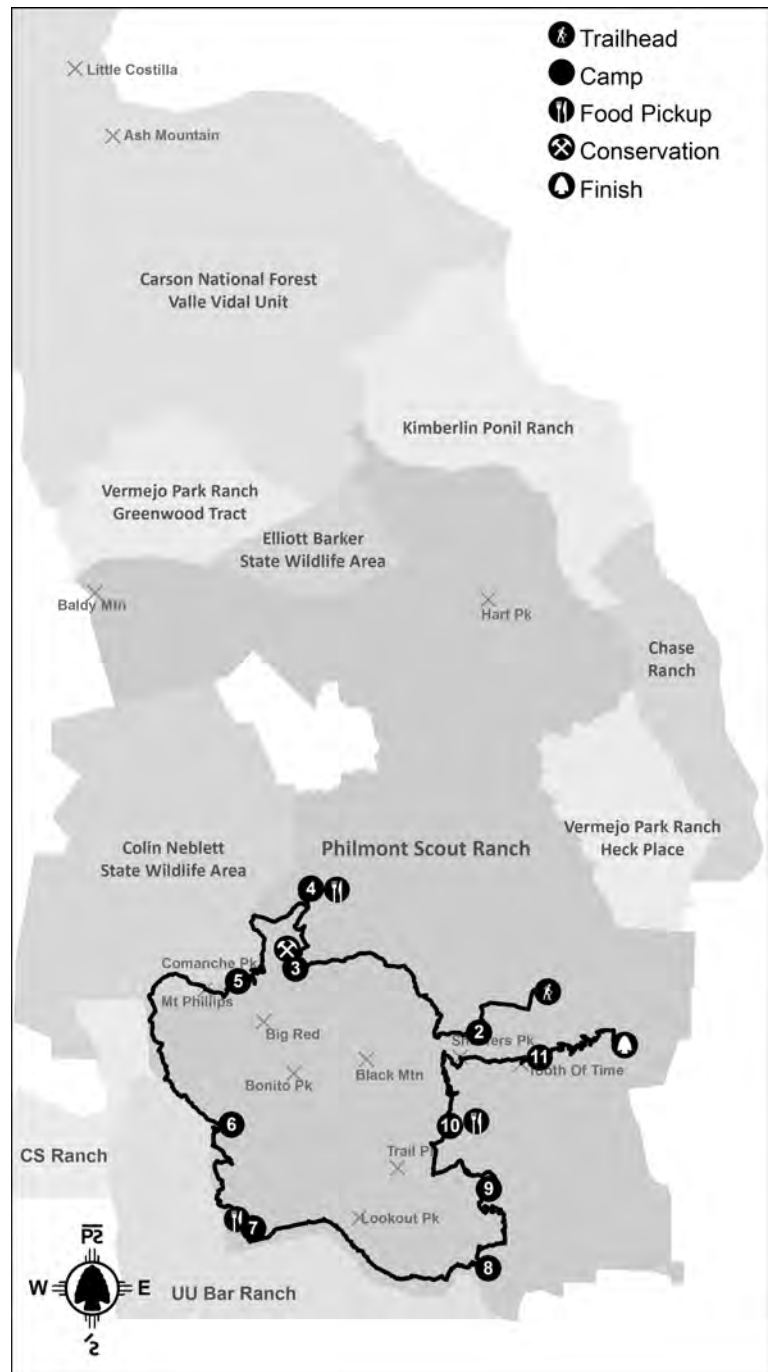 Trailhead
Camp
Food Pickup
Conservation
Finish
Little Costilla
Ash Mountain
Carson National Forest
Valle Vidal Unit
Kimberlin Ponil Ranch
Vermejo Park Ranch
Greenwood Tract
Elliott Barker
State Wildlife Area
Baldy Mtn
Hart Pk
Chase
Ranch
Colin Neblett
State Wildlife Area
Philmont Scout Ranch
Vermejo Park Ranch
Heck Place
4
3
Comanche Pk
5
Mt Phillips
Big Red
2
11
Tooth Of Time
Black Mtn
Bonito Pk
6
10
CS Ranch
Trail P
9
7
Lookout Pk
8
UU Bar Ranch
W
E